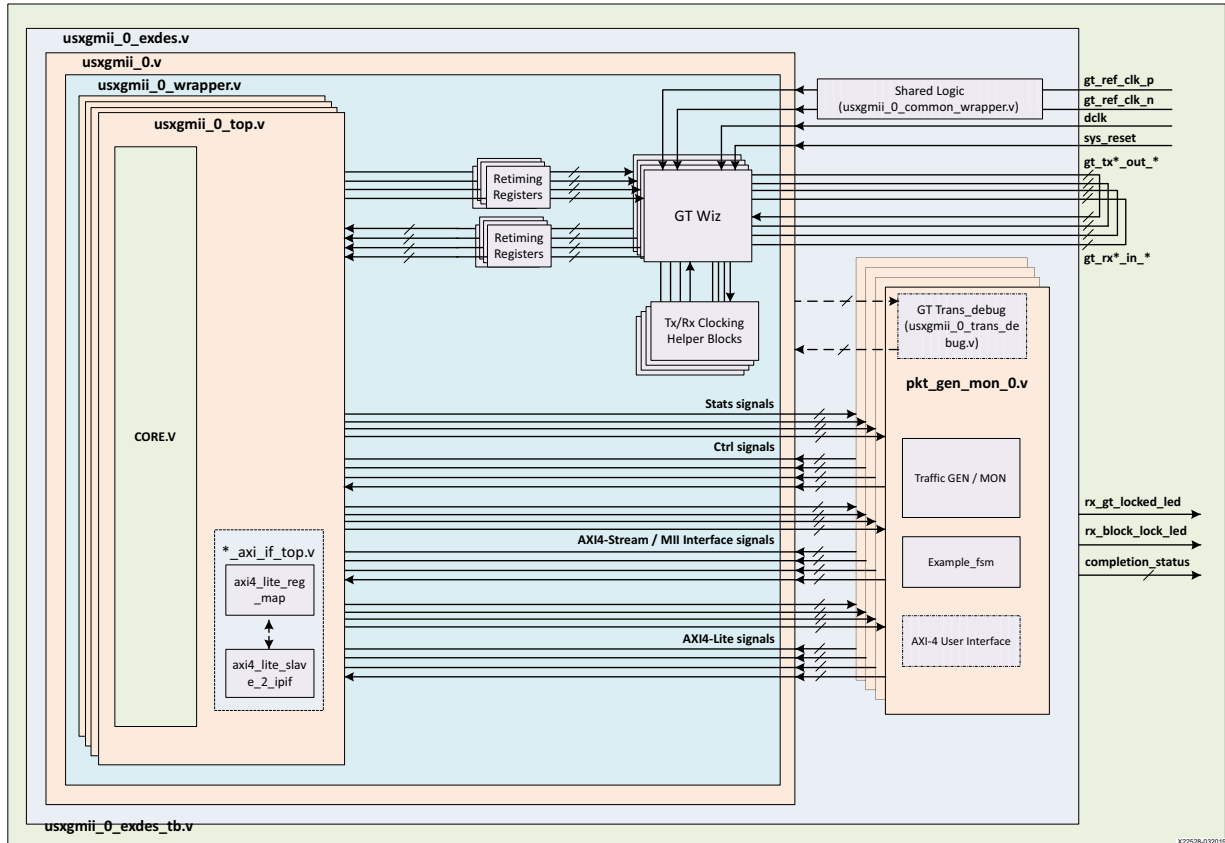 usxgmii_0_exdes.v
usxgmii_0.v
usxgmii_0_wrapper.v
usxgmii_0_top.v
CORE.V
*_axi_if_top.v
axi4_lite_reg
_map
axi4_lite_slav
e_2_ipif
Retiming
Registers
Retiming
Registers
GT Wiz
Tx/Rx Clocking
Helper Blocks
Shared Logic
(usxgmii_0_common_wrapper.v)
gt_ref_clk_p
gt_ref_clk_n
dclk
sys_reset
gt_tx*_out_*
gt_rx*_in_*
GT Trans_debug
(usxgmii_0_trans_de
bug.v)
pkt_gen_mon_0.v
Stats signals
Ctrl signals
AXI4-Stream / MII Interface signals
AXI4-Lite signals
Traffic GEN / MON
Example_fsm
AXI-4 User Interface
rx_gt_locked_led
rx_block_lock_led
completion_status
usxgmii_0_exdes_tb.v
X22528-032019